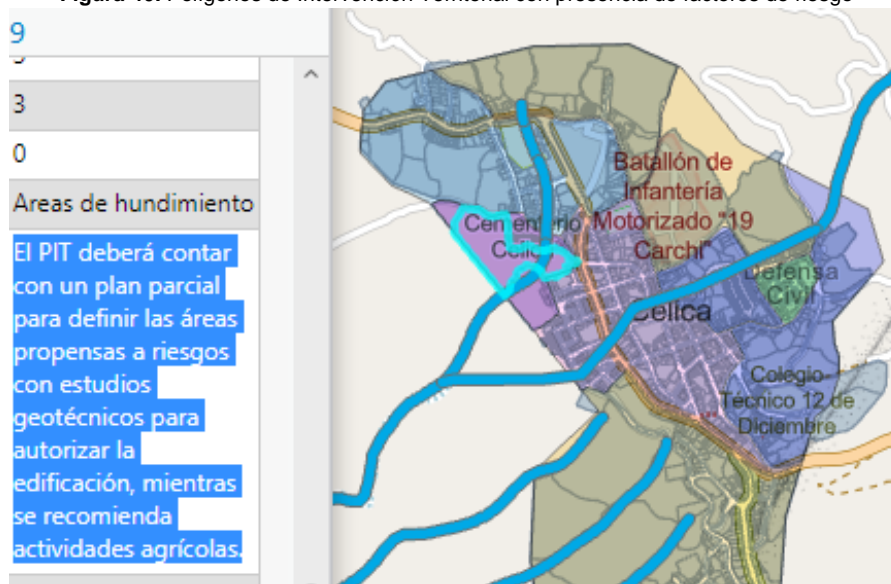 9
3
0
Areas de hundimiento
El PIT deberá contar
con un plan parcial
para definir las áreas
propensas a riesgos
con estudios
geotécnicos para
autorizar la
edificación, mientras
se recomienda
actividades agrícolas.
Batallón de
Infantería
Motorizado "19
Carchi"
Cementerio
Celica
Defensa
Civil
Celica
Colegio
Técnico 12 de
Diciembre